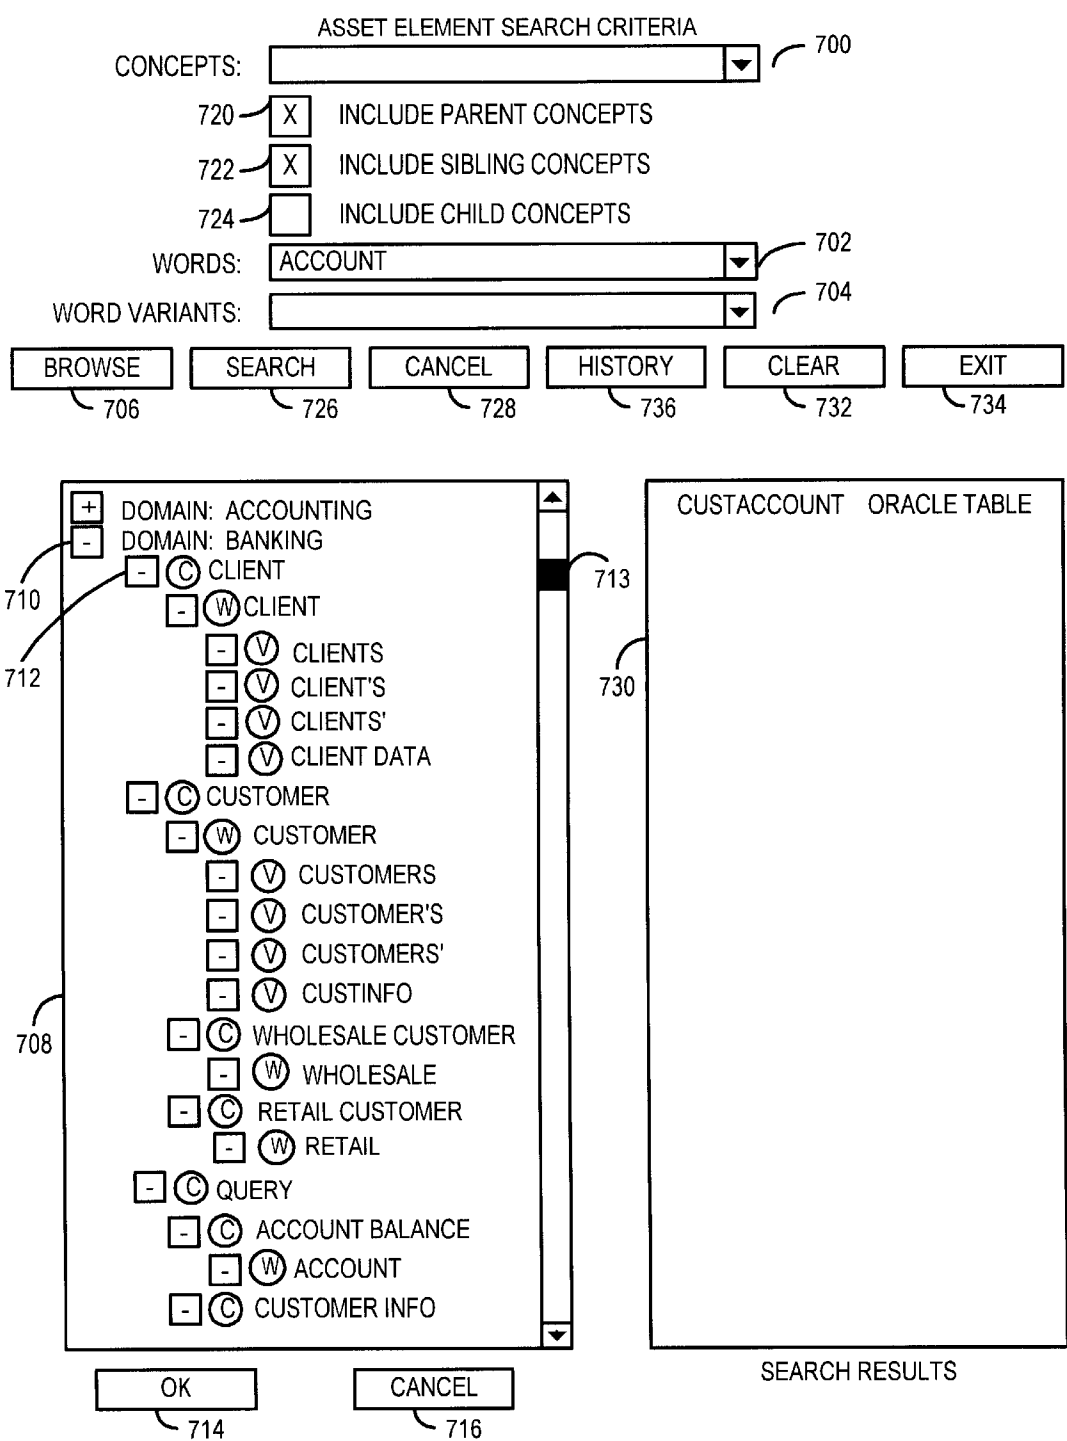 ASSET ELEMENT SEARCH CRITERIA
CONCEPTS: 700
720 X INCLUDE PARENT CONCEPTS
722 X INCLUDE SIBLING CONCEPTS
724 INCLUDE CHILD CONCEPTS
WORDS: ACCOUNT 702
WORD VARIANTS: 704
BROWSE SEARCH CANCEL HISTORY CLEAR EXIT
706 726 728 736 732 734
+ DOMAIN: ACCOUNTING
- DOMAIN: BANKING
710
- C CLIENT
712
713
- W CLIENT
- V CLIENTS
- V CLIENT'S
- V CLIENTS'
- V CLIENT DATA
- C CUSTOMER
- W CUSTOMER
- V CUSTOMERS
- V CUSTOMER'S
- V CUSTOMERS'
- V CUSTINFO
708
- C WHOLESALE CUSTOMER
- W WHOLESALE
- C RETAIL CUSTOMER
- W RETAIL
- C QUERY
- C ACCOUNT BALANCE
- W ACCOUNT
- C CUSTOMER INFO
OK CANCEL
714 716
CUSTACCOUNT ORACLE TABLE
730
SEARCH RESULTS